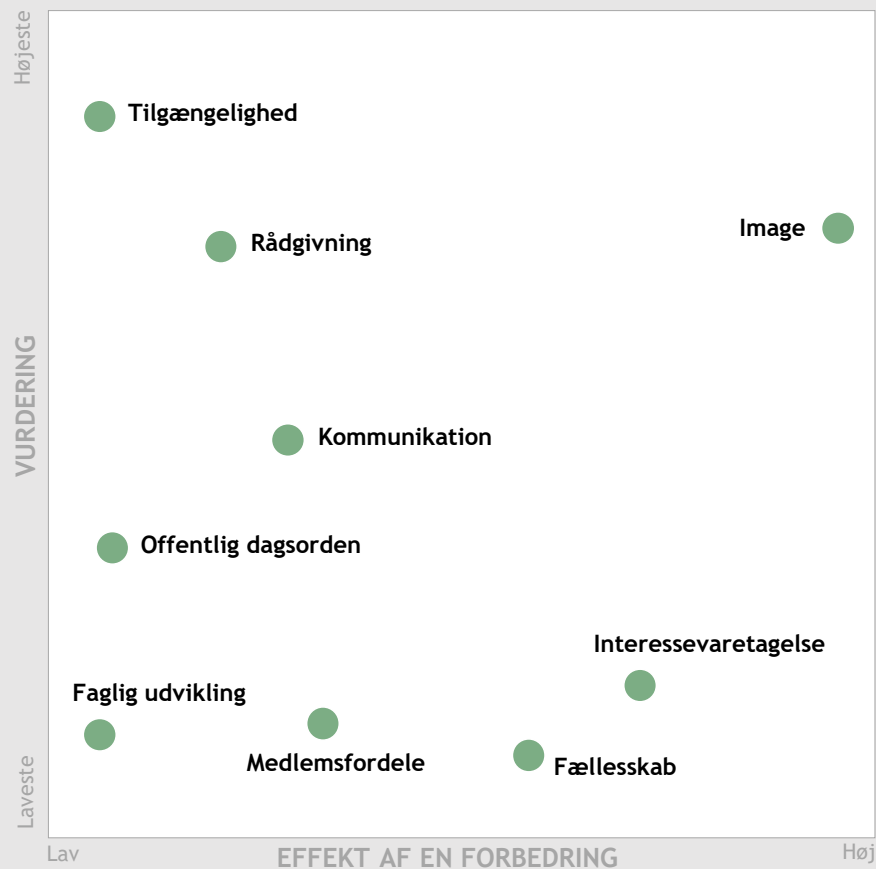 Højeste
Tilgængelighed
Image
Rådgivning
VURDERING
Kommunikation
Offentlig dagsorden
Interessevaretagelse
Faglig udvikling
Medlemsfordele
Fællesskab
Laveste
Lav
EFFEKT AF EN FORBEDRING
Høj